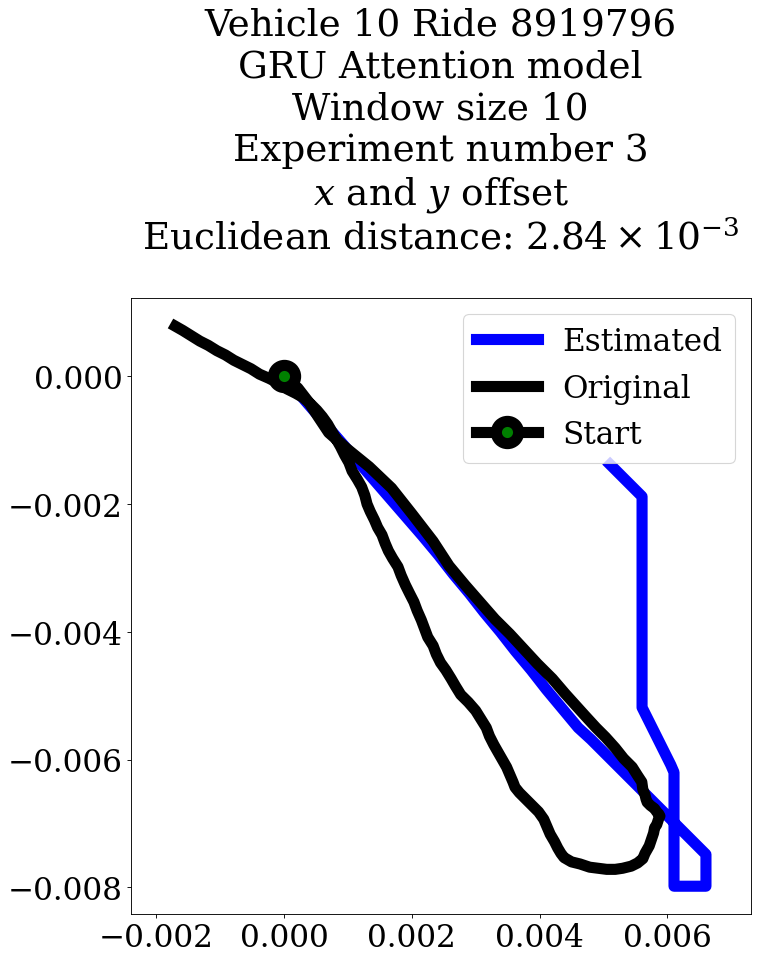 Vehicle 10 Ride 8919796
GRU Attention model
Window size 10
Experiment number 3
x and y offset
Euclidean distance: 2.84 × 10⁻³
Estimated
Original
Start
0.000
−0.002
−0.004
−0.006
−0.008
−0.002 0.000 0.002 0.004 0.006